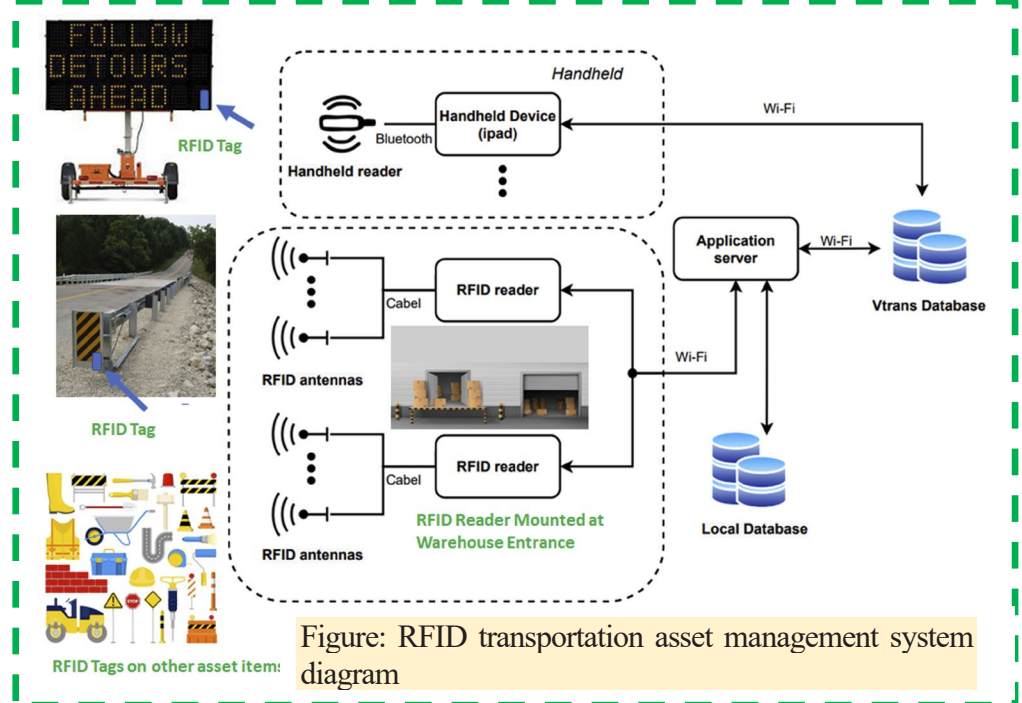 FOLLOW
DETOURS
AHEAD
RFID Tag
Handheld
Handheld Device
(ipad)
Bluetooth
Handheld reader
Wi-Fi
RFID Tag
RFID reader
Cabel
RFID antennas
Application
server
Wi-Fi
Vtrans Database
Wi-Fi
RFID reader
Cabel
RFID antennas
RFID Reader Mounted at
Warehouse Entrance
Local Database
STOP
RFID Tags on other asset items
Figure: RFID transportation asset management system
diagram